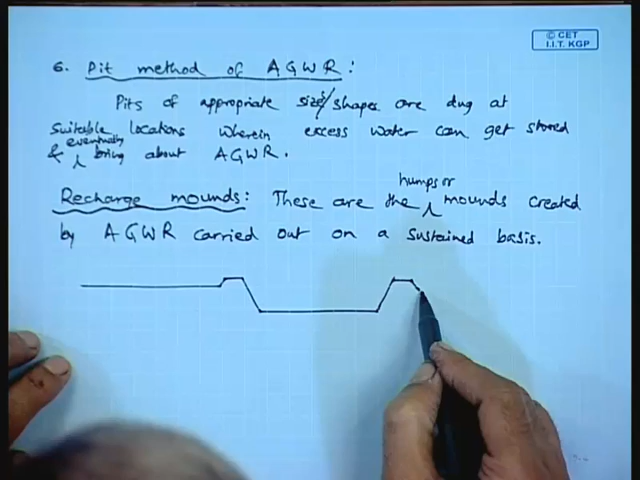 © CET
I.I.T. KGP
6. Pit method of AGWR:
Pits of appropriate sizes/shapes are dug at
suitable locations wherein excess water can get stored
& eventually bring about AGWR.
Recharge mounds: These are the humps or mounds created
by AGWR carried out on a sustained basis.